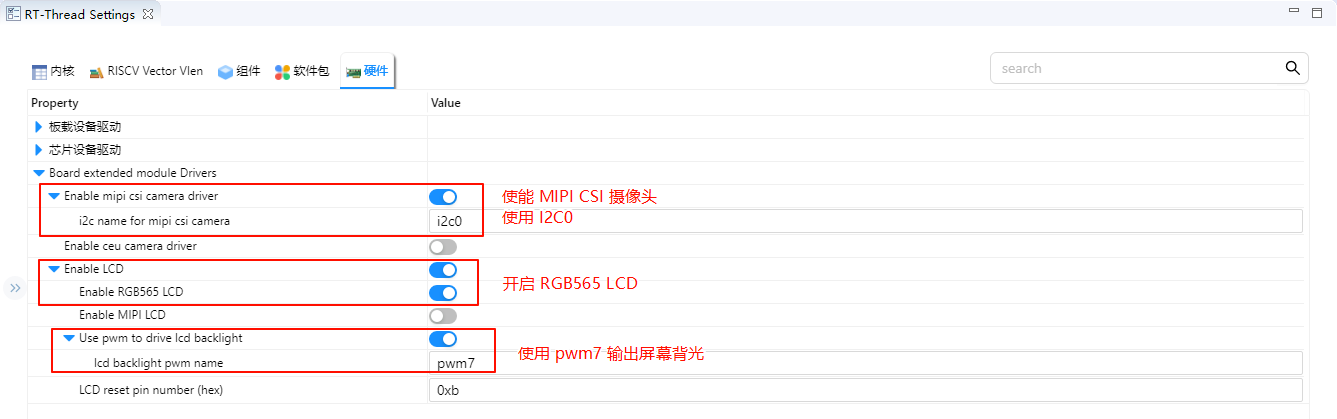 RT-Thread Settings
内核 RISCV Vector Vlen 组件 软件包 硬件 search
Property Value
板载设备驱动
芯片设备驱动
Board extended module Drivers
Enable mipi csi camera driver 使能 MIPI CSI 摄像头
i2c name for mipi csi camera i2c0 使用 I2C0
Enable ceu camera driver
Enable LCD
Enable RGB565 LCD 开启 RGB565 LCD
Enable MIPI LCD
Use pwm to drive lcd backlight
lcd backlight pwm name pwm7 使用 pwm7 输出屏幕背光
LCD reset pin number (hex) 0xb